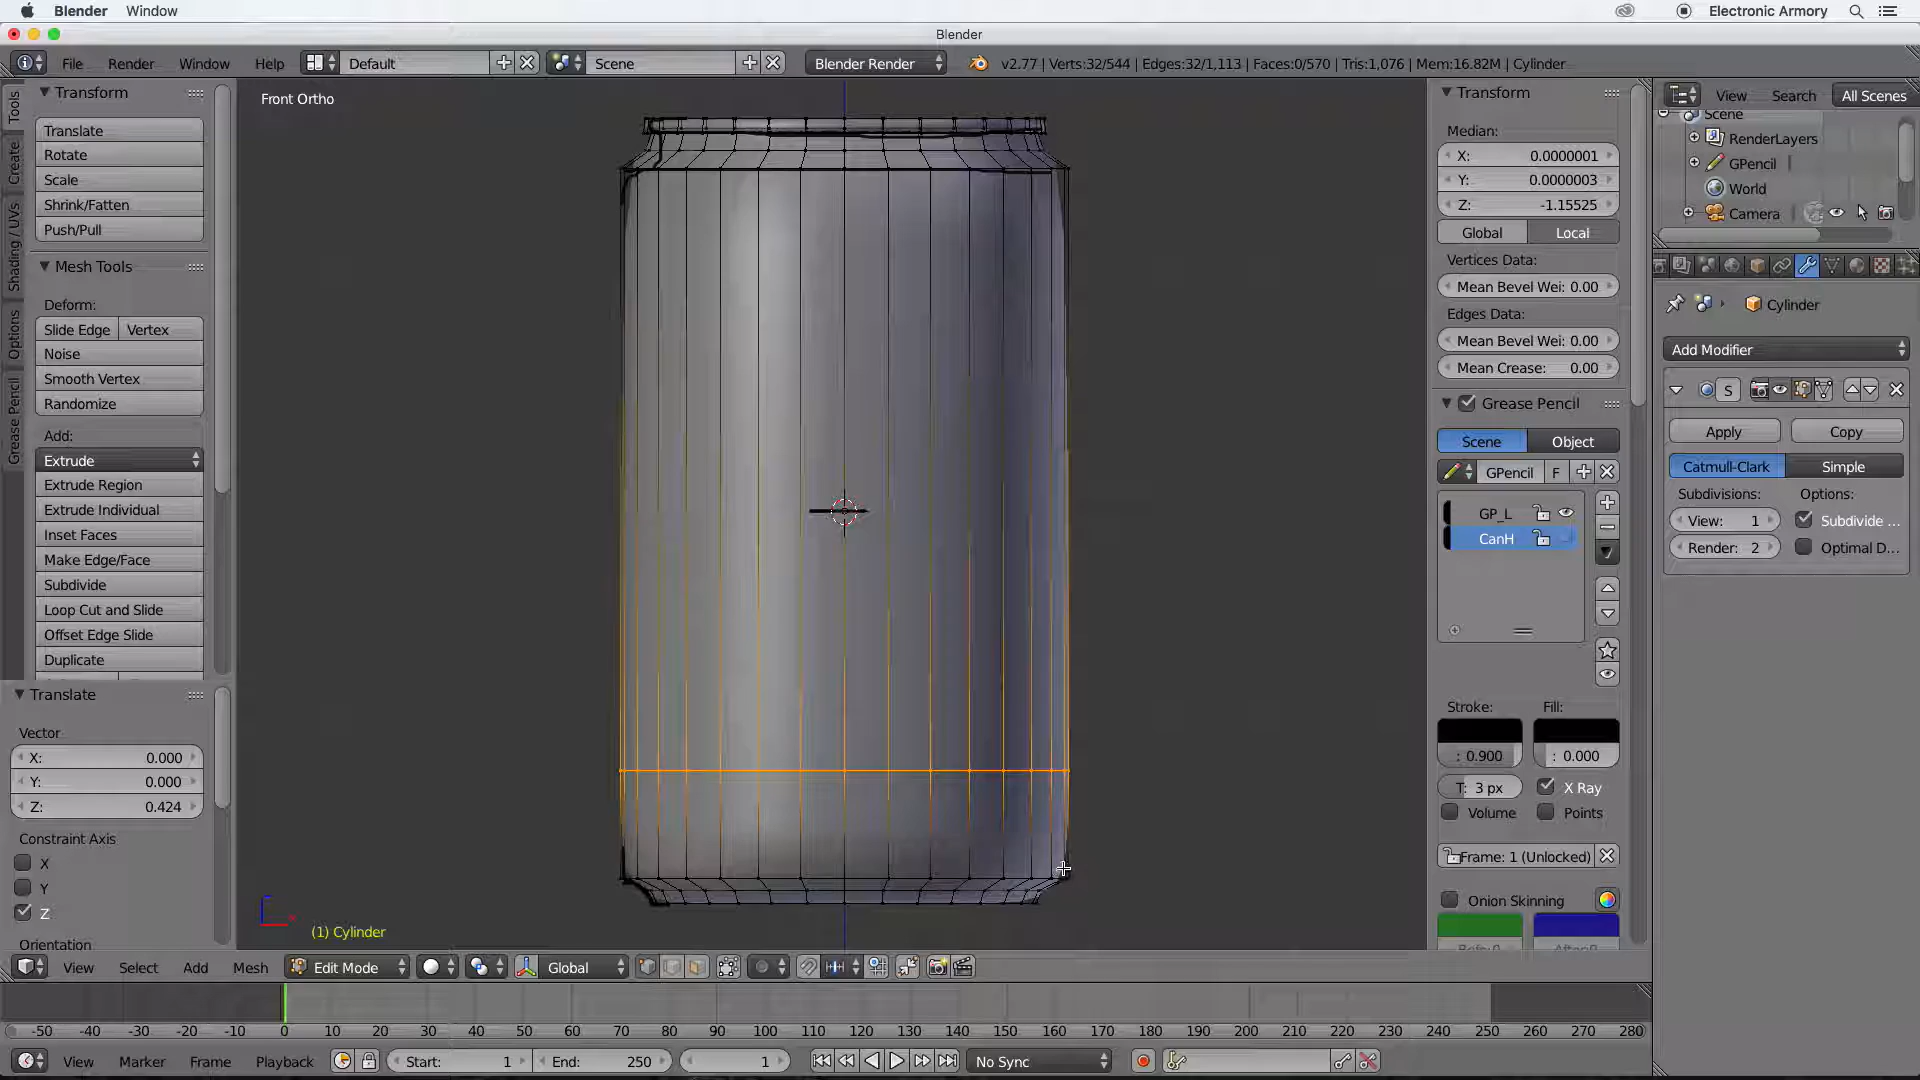 Blender Window
Electronic Armory
Blender
File Render Window Help
Default
Scene
Blender Render
v2.77 | Verts:32/544 | Edges:32/1,113 | Faces:0/570 | Tris:1,076 | Mem:16.82M | Cylinder
Tools
Create
Shading / UVs
Options
Grease Pencil
Transform
Translate
Rotate
Scale
Shrink/Fatten
Push/Pull
Mesh Tools
Deform:
Slide Edge Vertex
Noise
Smooth Vertex
Randomize
Add:
Extrude
Extrude Region
Extrude Individual
Inset Faces
Make Edge/Face
Subdivide
Loop Cut and Slide
Offset Edge Slide
Duplicate
Translate
Vector
X: 0.000
Y: 0.000
Z: 0.424
Constraint Axis
X
Y
Z
Orientation
Front Ortho
(1) Cylinder
Transform
Median:
X: 0.0000001
Y: 0.0000003
Z: -1.15525
Global Local
Vertices Data:
Mean Bevel Wei: 0.00
Edges Data:
Mean Bevel Wei: 0.00
Mean Crease: 0.00
Grease Pencil
Scene Object
GPencil F
GP_L
CanH
Stroke: Fill:
: 0.900 : 0.000
T: 3 px X Ray
Volume Points
Frame: 1 (Unlocked)
Onion Skinning
View Search All Scenes
Scene
RenderLayers
GPencil
World
Camera
Cylinder
Add Modifier
S
Apply Copy
Catmull-Clark Simple
Subdivisions: Options:
View: 1 Subdivide ...
Render: 2 Optimal D...
View Select Add Mesh Edit Mode Global
-50 -40 -30 -20 -10 0 10 20 30 40 50 60 70 80 90 100 110 120 130 140 150 160 170 180 190 200 210 220 230 240 250 260 270 280
View Marker Frame Playback Start: 1 End: 250 1 No Sync